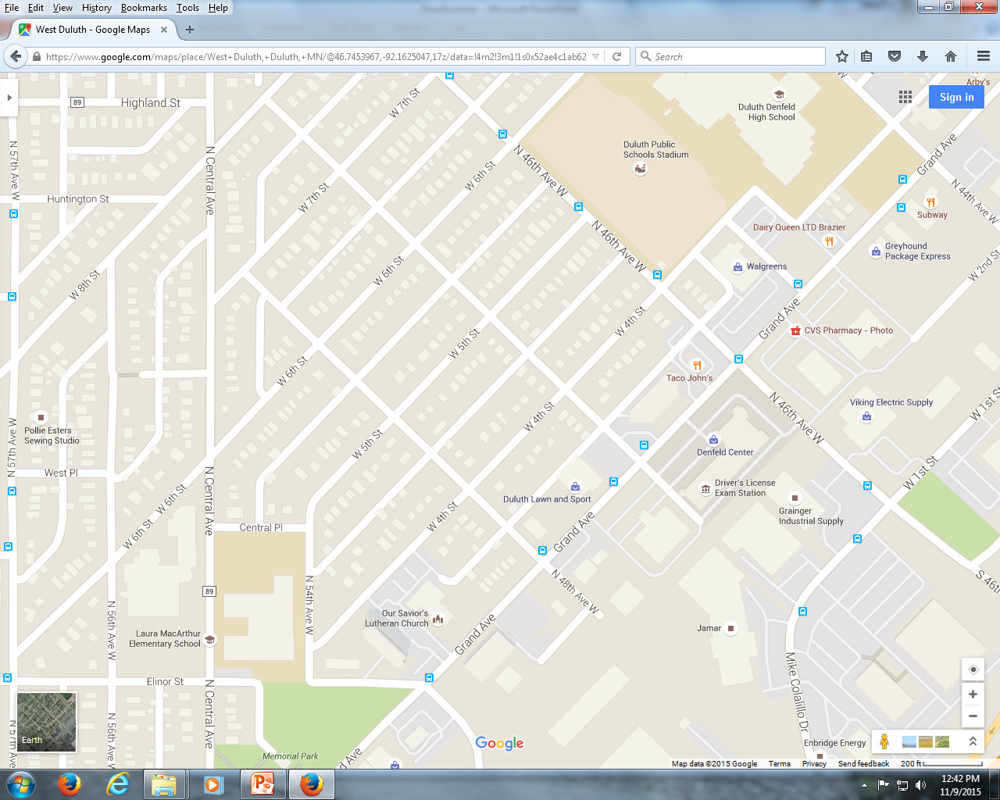 File Edit View History Bookmarks Tools Help
West Duluth - Google Maps
https://www.google.com/maps/place/West+Duluth,+Duluth,+MN/@46.7453967,-92.1625047,17z/data=!4m2!3m1!1s0x52ae4c1ab62
Search
Sign in
Arby's
Highland St
89
W 7th St
Duluth Denfeld
High School
Duluth Public
Schools Stadium
N 57th Ave W
N Central Ave
N 46th Ave W
W 6th St
Grand Ave
Huntington St
W 7th St
N 44th Ave W
Subway
Dairy Queen LTD Brazier
N 46th Ave W
Greyhound
Package Express
Walgreens
W 2nd St
W 8th St
W 6th St
Grand Ave
W 4th St
W 5th St
CVS Pharmacy - Photo
W 6th St
Taco John's
Viking Electric Supply
N 46th Ave W
W 1st St
W 4th St
Pollie Esters
Sewing Studio
N 57th Ave W
W 5th St
Denfeld Center
West Pl
W 1st St
N Central Ave
W 6th St
Driver's License
Exam Station
Duluth Lawn and Sport
Grainger
Industrial Supply
W 4th St
Central Pl
W 6th St
Grand Ave
S 46th
N 48th Ave W
89
N 54th Ave W
N 56th Ave W
Our Savior's
Lutheran Church
Grand Ave
Jamar
Laura MacArthur
Elementary School
Mike Colalillo Dr
Elinor St
N Central Ave
N 56th Ave W
N 57th Ave W
Earth
Memorial Park
Grand Ave
Google
Enbridge Energy
Map data ©2015 Google Terms Privacy Send feedback 200 ft
12:42 PM
11/9/2015